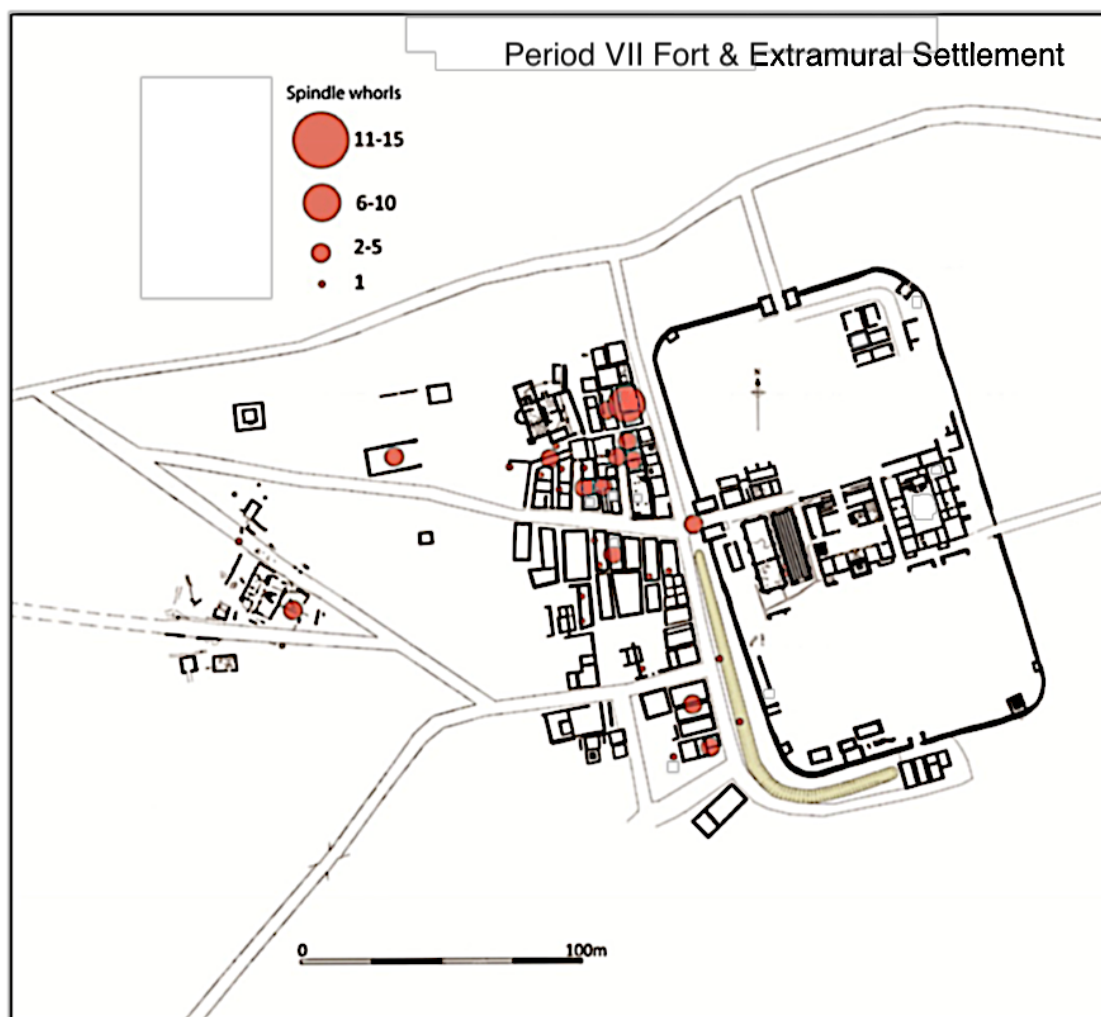 Period VII Fort & Extramural Settlement
Spindle whorls
11-15
6-10
2-5
1
N
0
100m